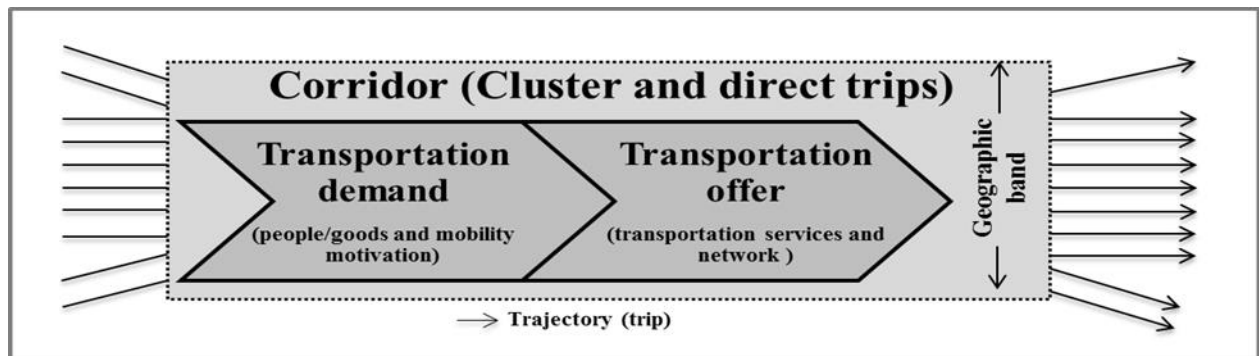 Corridor (Cluster and direct trips)
Transportation
demand
(people/goods and mobility
motivation)
Transportation
offer
(transportation services and
network )
Geographic
band
Trajectory (trip)